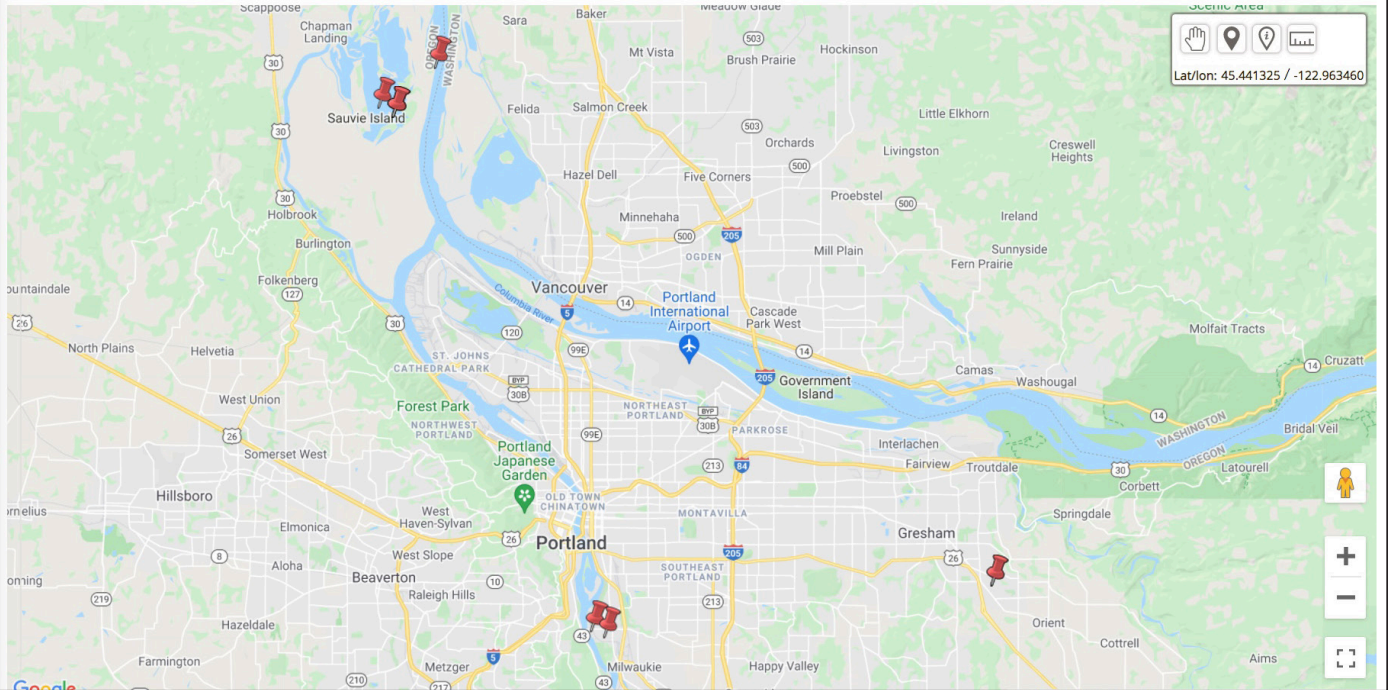 Scappoose
Chapman
Landing
Sara
Baker
Meadow Glade
Scenic Area
OREGON
WASHINGTON
30
Mt Vista
503
Brush Prairie
Hockinson
Lat/lon: 45.441325 / -122.963460
Sauvie Island
Felida
Salmon Creek
Little Elkhorn
30
503
Orchards
Livingston
Creswell
Heights
500
Hazel Dell
Five Corners
30
Proebstel
500
Holbrook
Minnehaha
Ireland
Burlington
500
205
Mill Plain
Sunnyside
OGDEN
Fern Prairie
Folkenberg
127
Vancouver
Columbia River
14
Portland
International
Airport
Cascade
Park West
ountaindale
26
30
5
120
Molfait Tracts
North Plains
Helvetia
ST. JOHNS
CATHEDRAL PARK
99E
14
Cruzatt
14
BYP
30B
205
Government
Island
Camas
Washougal
West Union
Forest Park
NORTHWEST
PORTLAND
NORTHEAST
PORTLAND
BYP
30B
PARKROSE
14
WASHINGTON
OREGON
Bridal Veil
26
99E
Somerset West
Portland
Japanese
Garden
213
84
Interlachen
Fairview
Troutdale
30
Latourell
Corbett
Hillsboro
rnelius
OLD TOWN
CHINATOWN
MONTAVILLA
Springdale
West
Haven-Sylvan
Elmonica
26
Portland
Gresham
8
West Slope
205
26
Aloha
Beaverton
10
SOUTHEAST
PORTLAND
oming
219
Raleigh Hills
213
Hazeldale
43
Orient
Cottrell
Farmington
Metzger
5
Milwaukie
Happy Valley
Aims
210
217
43
Google